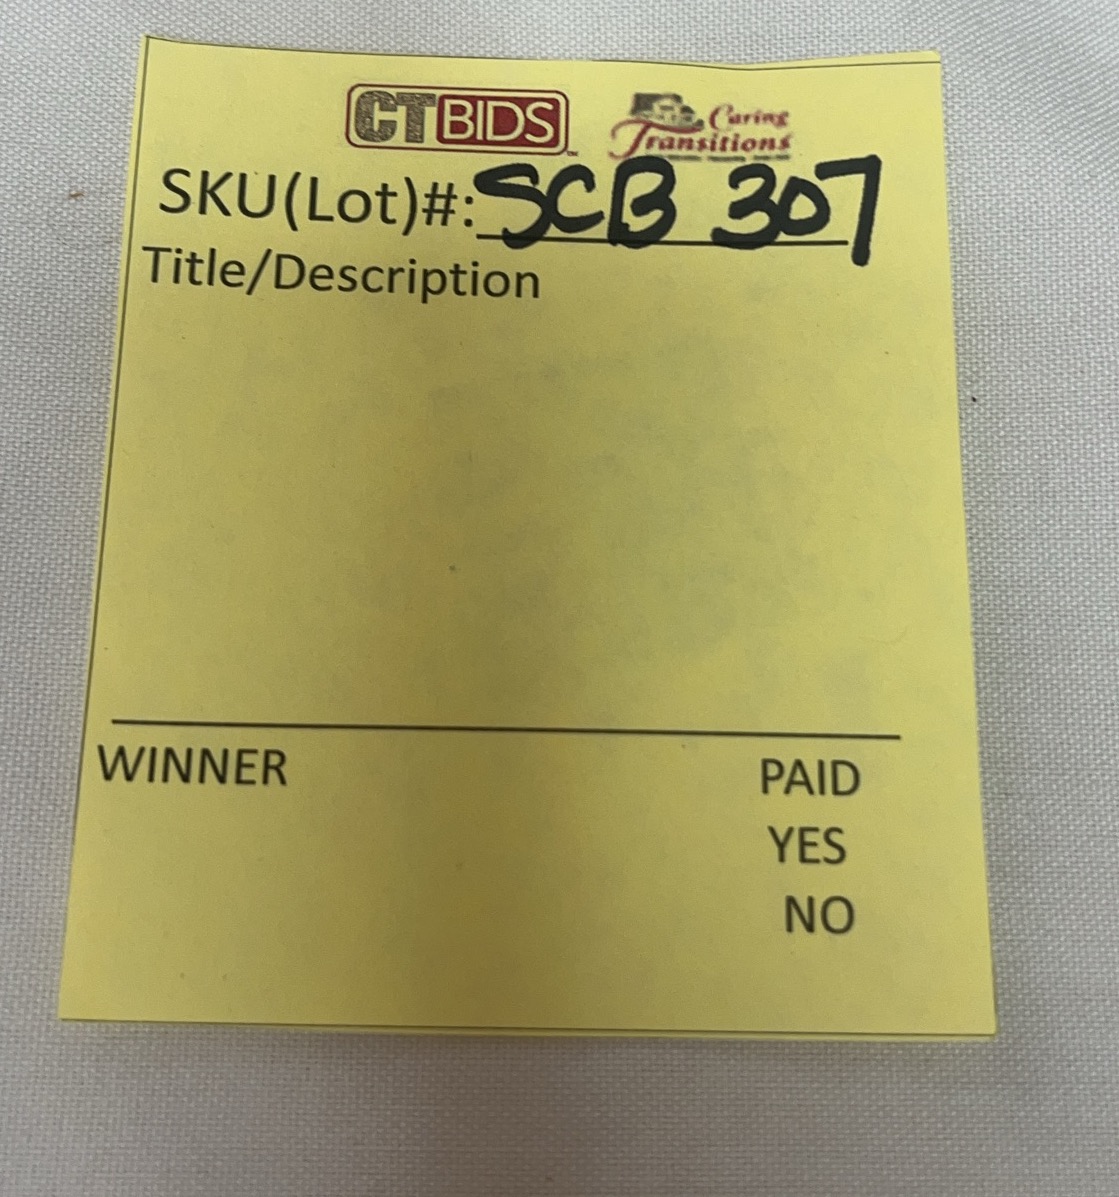 CTBIDS Caring
Transitions
SKU(Lot)#: SCB 307
Title/Description
WINNER PAID
YES
NO